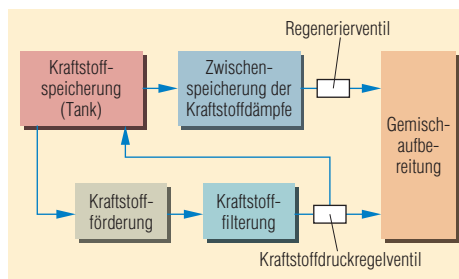 Regenerierventil
Kraftstoff-
speicherung
(Tank)
Zwischen-
speicherung der
Kraftstoffdämpfe
Gemisch-
aufbe-
reitung
Kraftstoff-
förderung
Kraftstoff-
filterung
Kraftstoffdruckregelventil